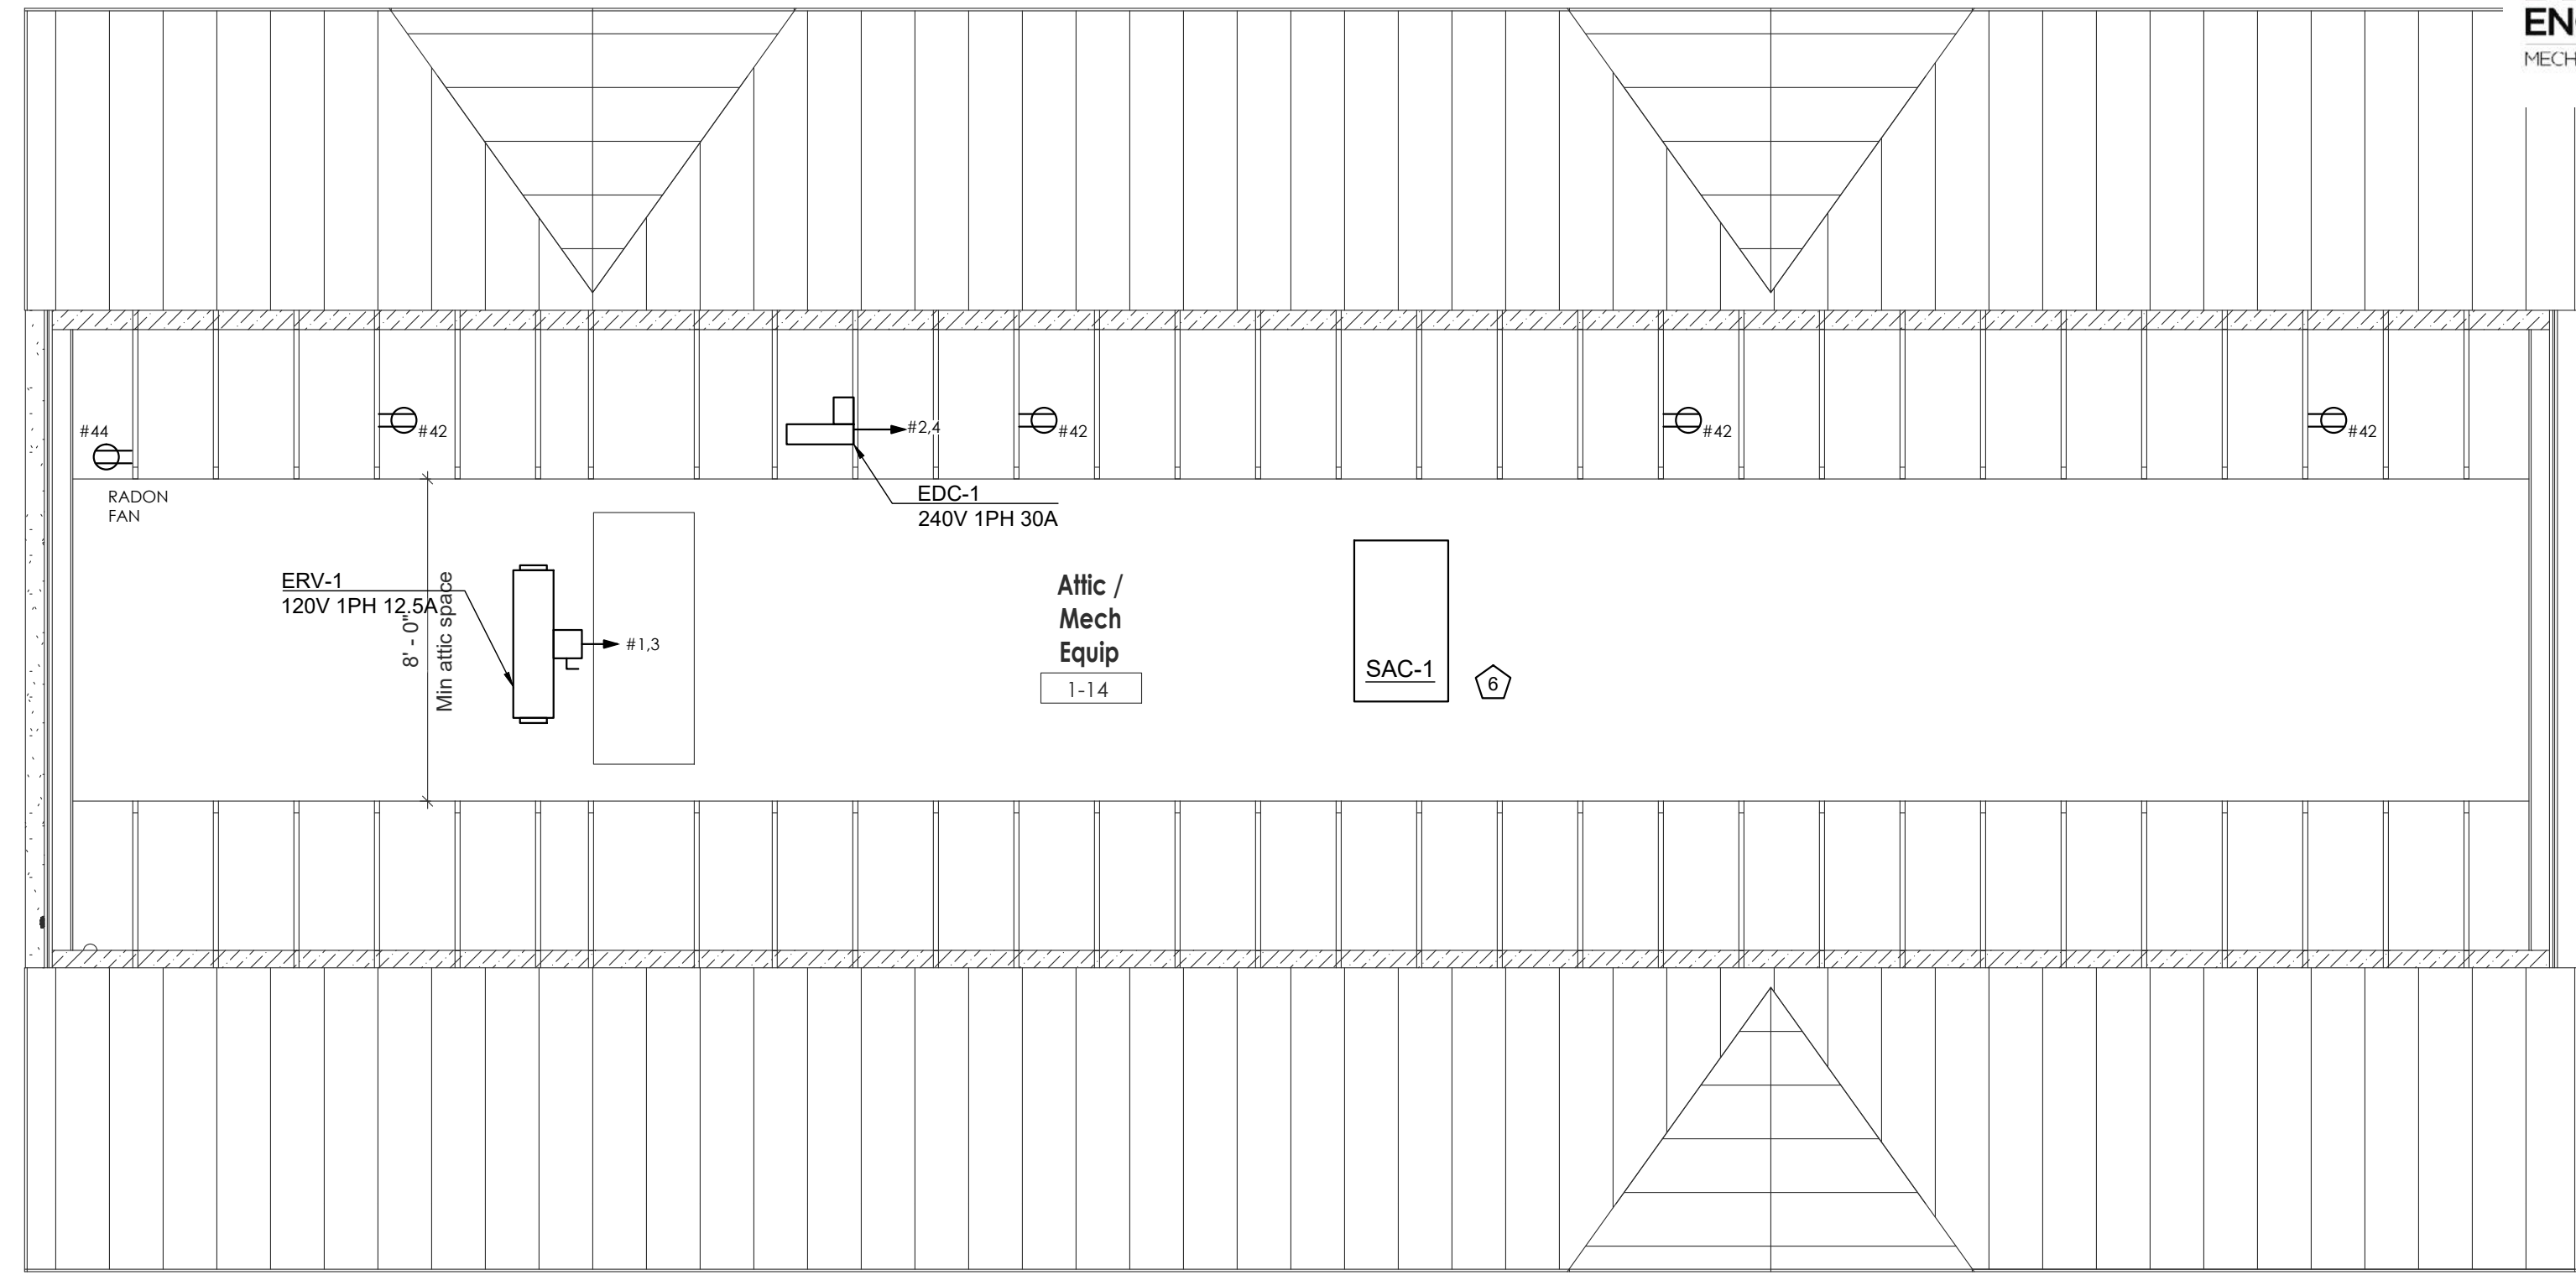 EN
MECH
#44
#42
#2,4
#42
#42
#42
RADON
FAN
EDC-1
240V 1PH 30A
ERV-1
120V 1PH 12.5A
8' - 0"
Min attic space
#1,3
Attic /
Mech
Equip
1-14
SAC-1
6